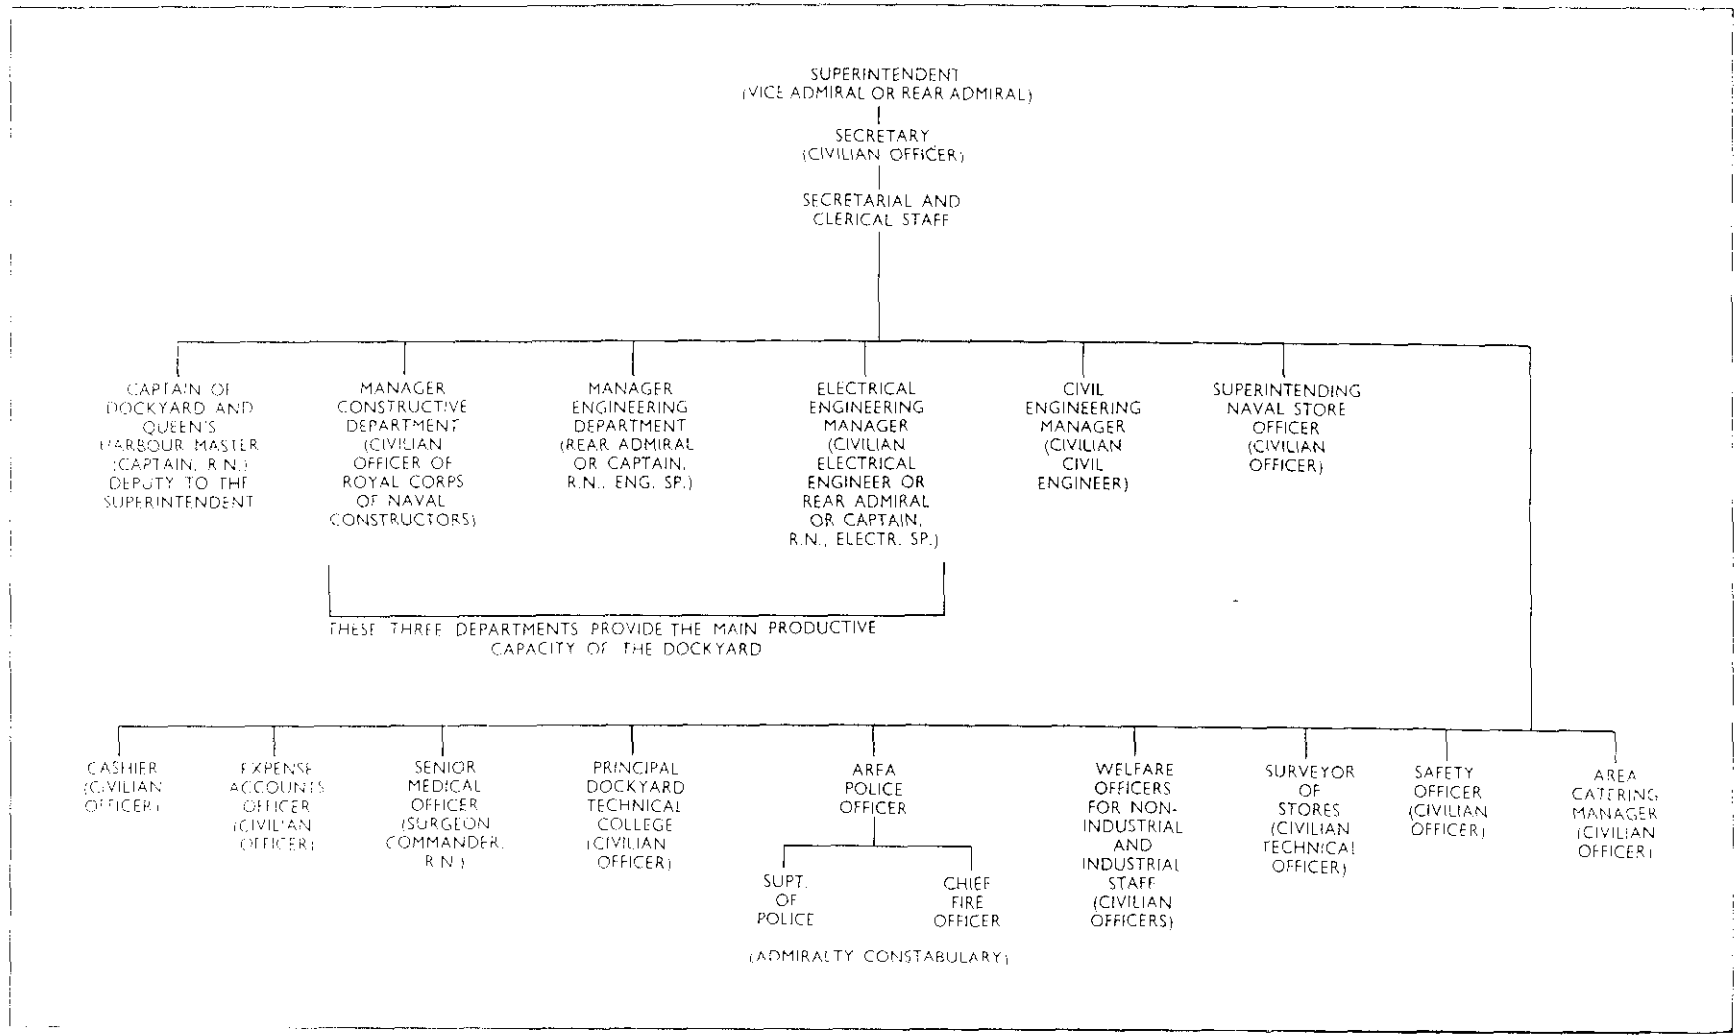 SUPERINTENDENT
(VICE ADMIRAL OR REAR ADMIRAL)
SECRETARY
(CIVILIAN OFFICER)
SECRETARIAL AND
CLERICAL STAFF
CAPTAIN OF
DOCKYARD AND
QUEEN'S
HARBOUR MASTER
(CAPTAIN, R.N.)
DEPUTY TO THE
SUPERINTENDENT
MANAGER
CONSTRUCTIVE
DEPARTMENT
(CIVILIAN
OFFICER OF
ROYAL CORPS
OF NAVAL
CONSTRUCTORS)
MANAGER
ENGINEERING
DEPARTMENT
(REAR ADMIRAL
OR CAPTAIN,
R.N., ENG. SP.)
ELECTRICAL
ENGINEERING
MANAGER
(CIVILIAN
ELECTRICAL
ENGINEER OR
REAR ADMIRAL
OR CAPTAIN,
R.N., ELECTR. SP.)
CIVIL
ENGINEERING
MANAGER
(CIVILIAN
CIVIL
ENGINEER)
SUPERINTENDING
NAVAL STORE
OFFICER
(CIVILIAN
OFFICER)
THESE THREE DEPARTMENTS PROVIDE THE MAIN PRODUCTIVE
CAPACITY OF THE DOCKYARD
CASHIER
(CIVILIAN
OFFICER)
EXPENSE
ACCOUNTS
OFFICER
(CIVILIAN
OFFICER)
SENIOR
MEDICAL
OFFICER
(SURGEON
COMMANDER,
R.N.)
PRINCIPAL
DOCKYARD
TECHNICAL
COLLEGE
(CIVILIAN
OFFICER)
AREA
POLICE
OFFICER
SUPT.
OF
POLICE
CHIEF
FIRE
OFFICER
(ADMIRALTY CONSTABULARY)
WELFARE
OFFICERS
FOR NON-
INDUSTRIAL
AND
INDUSTRIAL
STAFF
(CIVILIAN
OFFICERS)
SURVEYOR
OF
STORES
(CIVILIAN
TECHNICAL
OFFICER)
SAFETY
OFFICER
(CIVILIAN
OFFICER)
AREA
CATERING
MANAGER
(CIVILIAN
OFFICER)